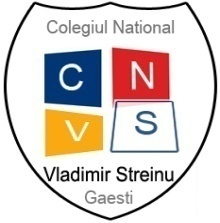 Colegiul National
C N
V S
Vladimir Streinu
Gaesti